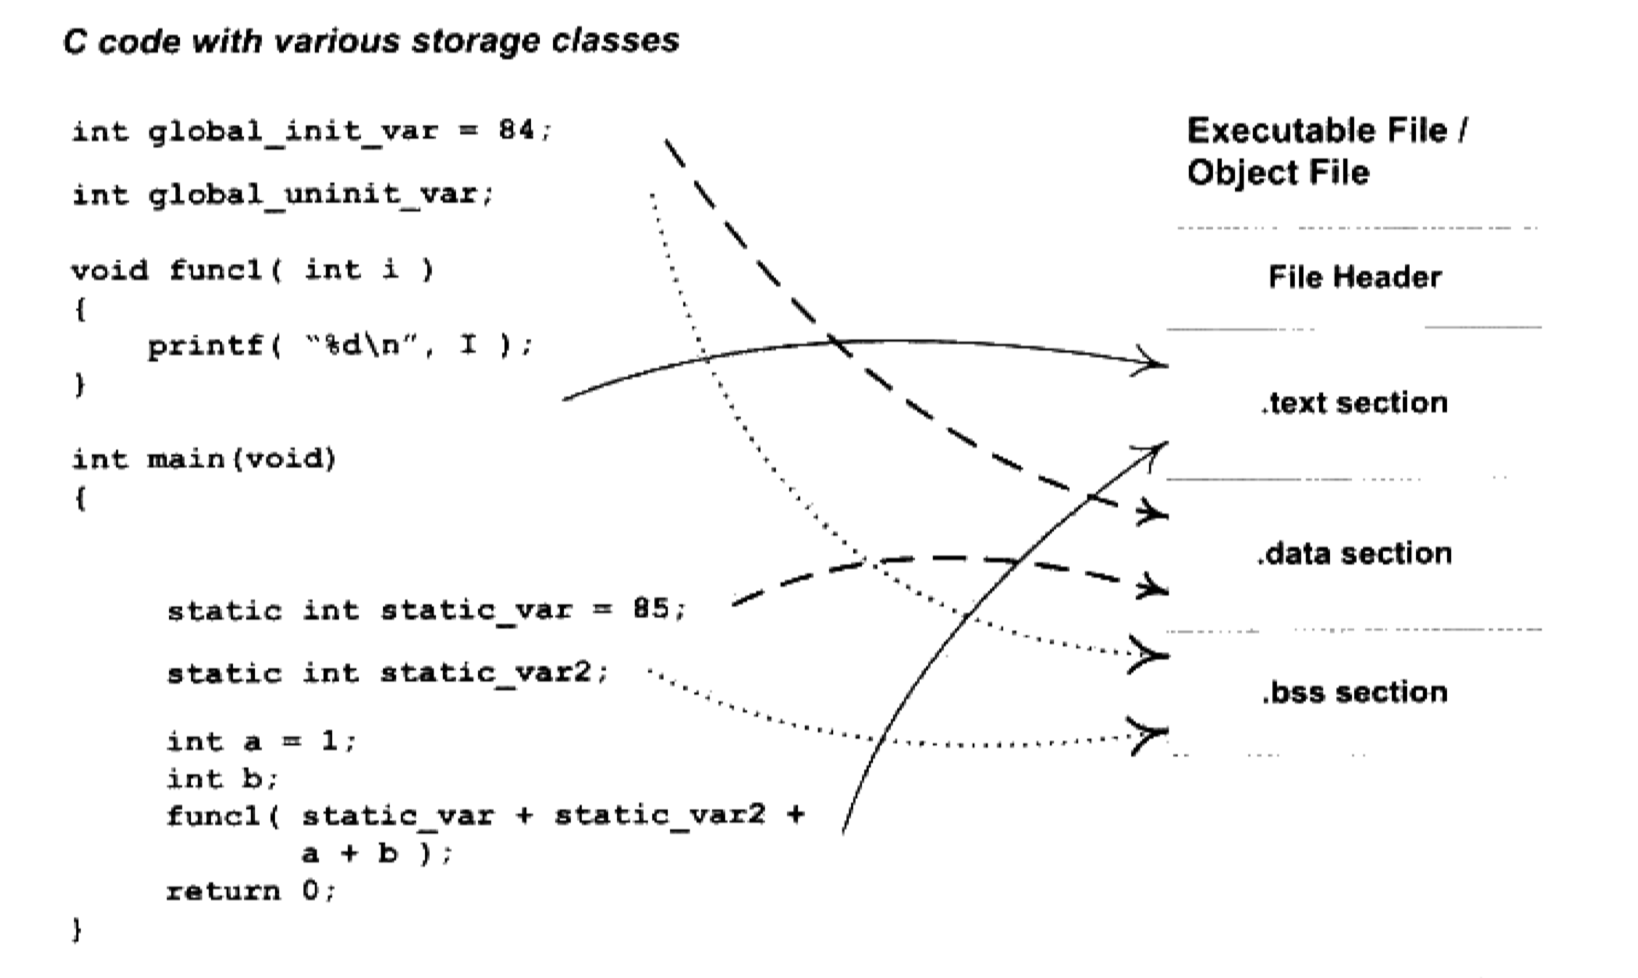 C code with various storage classes
int global_init_var = 84;
int global_uninit_var;
void func1( int i )
{
    printf( "%d\n", I );
}
int main(void)
{
    static int static_var = 85;
    static int static_var2;
    int a = 1;
    int b;
    func1( static_var + static_var2 +
           a + b );
    return 0;
}
Executable File /
Object File
File Header
.text section
.data section
.bss section